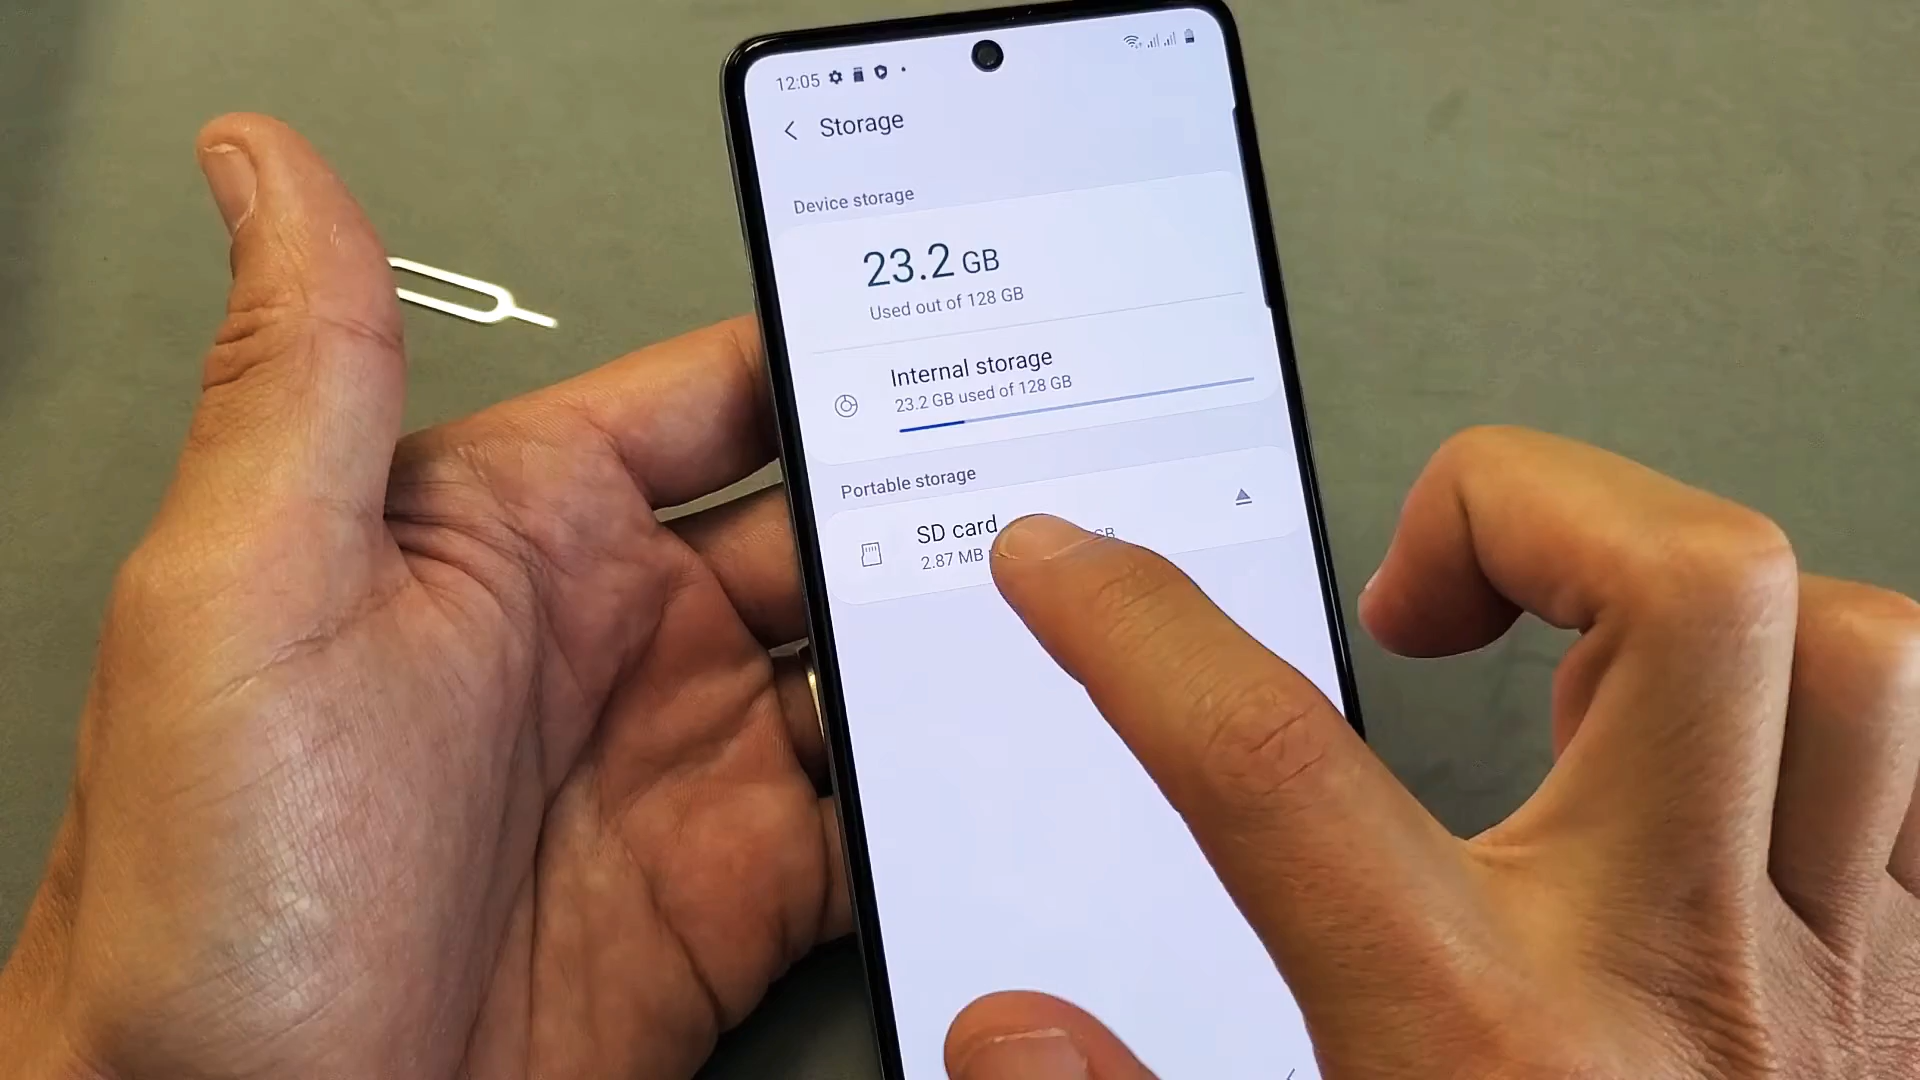 12:05
Storage
Device storage
23.2 GB
Used out of 128 GB
Internal storage
23.2 GB used of 128 GB
Portable storage
SD card
2.87 MB GB